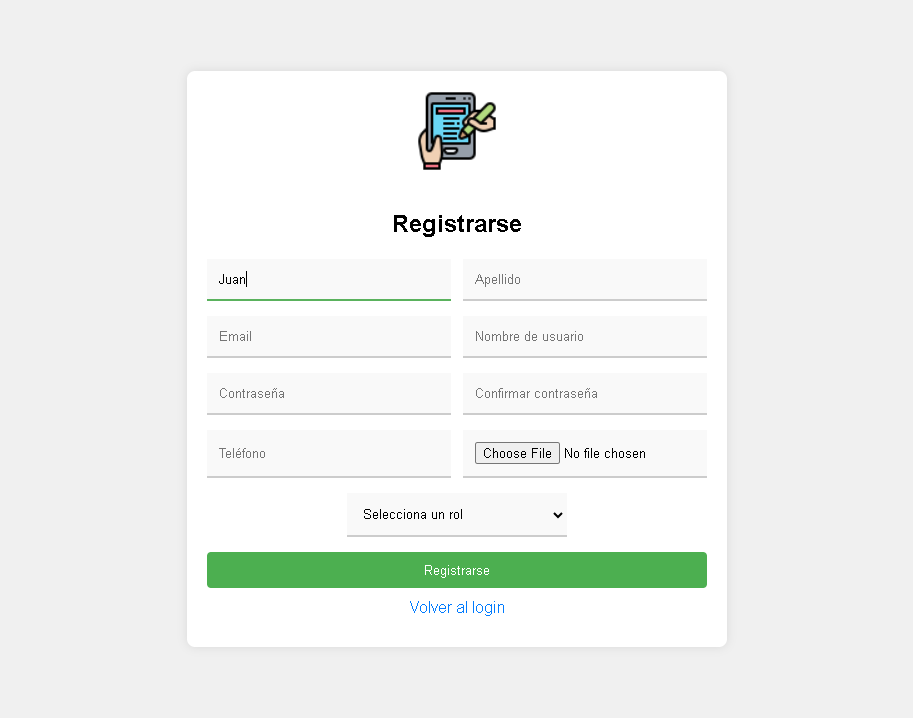 Registrarse
Juan
Apellido
Email
Nombre de usuario
Contraseña
Confirmar contraseña
Teléfono
Choose File No file chosen
Selecciona un rol
Registrarse
Volver al login